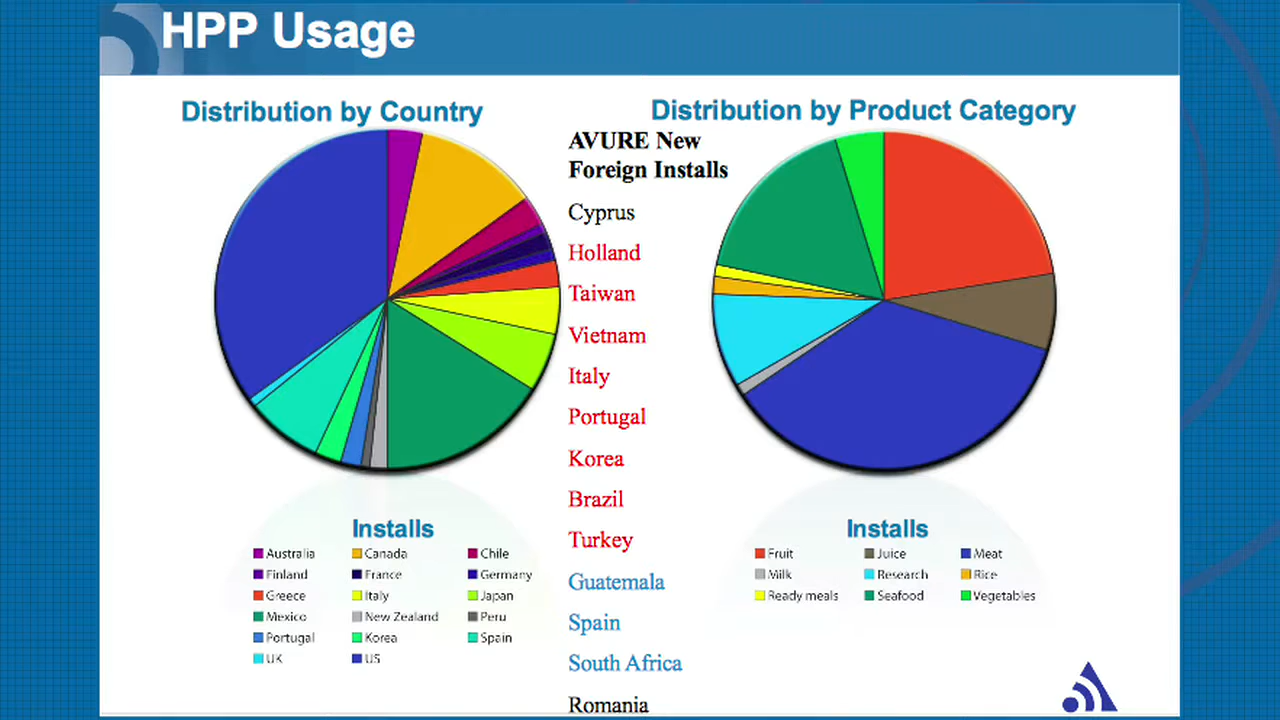 HPP Usage
Distribution by Country
Distribution by Product Category
AVURE New
Foreign Installs
Cyprus
Holland
Taiwan
Vietnam
Italy
Portugal
Korea
Brazil
Turkey
Guatemala
Spain
South Africa
Romania
Installs
Australia Canada Chile
Finland France Germany
Greece Italy Japan
Mexico New Zealand Peru
Portugal Korea Spain
UK US
Installs
Fruit Juice Meat
Milk Research Rice
Ready meals Seafood Vegetables